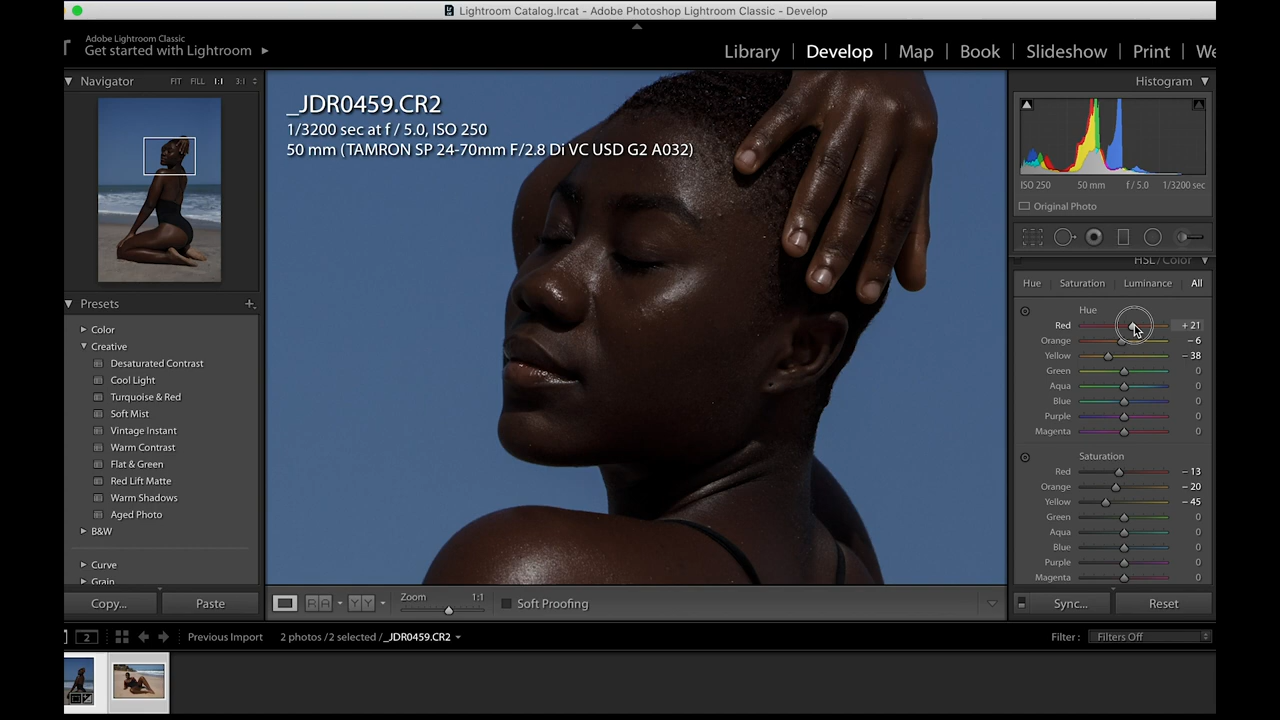 Lightroom Catalog.lrcat - Adobe Photoshop Lightroom Classic - Develop
Adobe Lightroom Classic
Get started with Lightroom
Library | Develop | Map | Book | Slideshow | Print | We
Navigator FIT FILL 1:1 3:1
Histogram
_JDR0459.CR2
1/3200 sec at f / 5.0, ISO 250
50 mm (TAMRON SP 24-70mm F/2.8 Di VC USD G2 A032)
ISO 250 50 mm f / 5.0 1/3200 sec
Original Photo
HSL / Color
Hue Saturation Luminance All
Presets
Color
Creative
Desaturated Contrast
Cool Light
Turquoise & Red
Soft Mist
Vintage Instant
Warm Contrast
Flat & Green
Red Lift Matte
Warm Shadows
Aged Photo
B&W
Curve
Grain
Hue
Red + 21
Orange – 6
Yellow – 38
Green 0
Aqua 0
Blue 0
Purple 0
Magenta 0
Saturation
Red – 13
Orange – 20
Yellow – 45
Green 0
Aqua 0
Blue 0
Purple 0
Magenta 0
Copy... Paste
RA YY
Zoom 1:1
Soft Proofing
Sync... Reset
2 Previous Import 2 photos /2 selected /_JDR0459.CR2
Filter : Filters Off